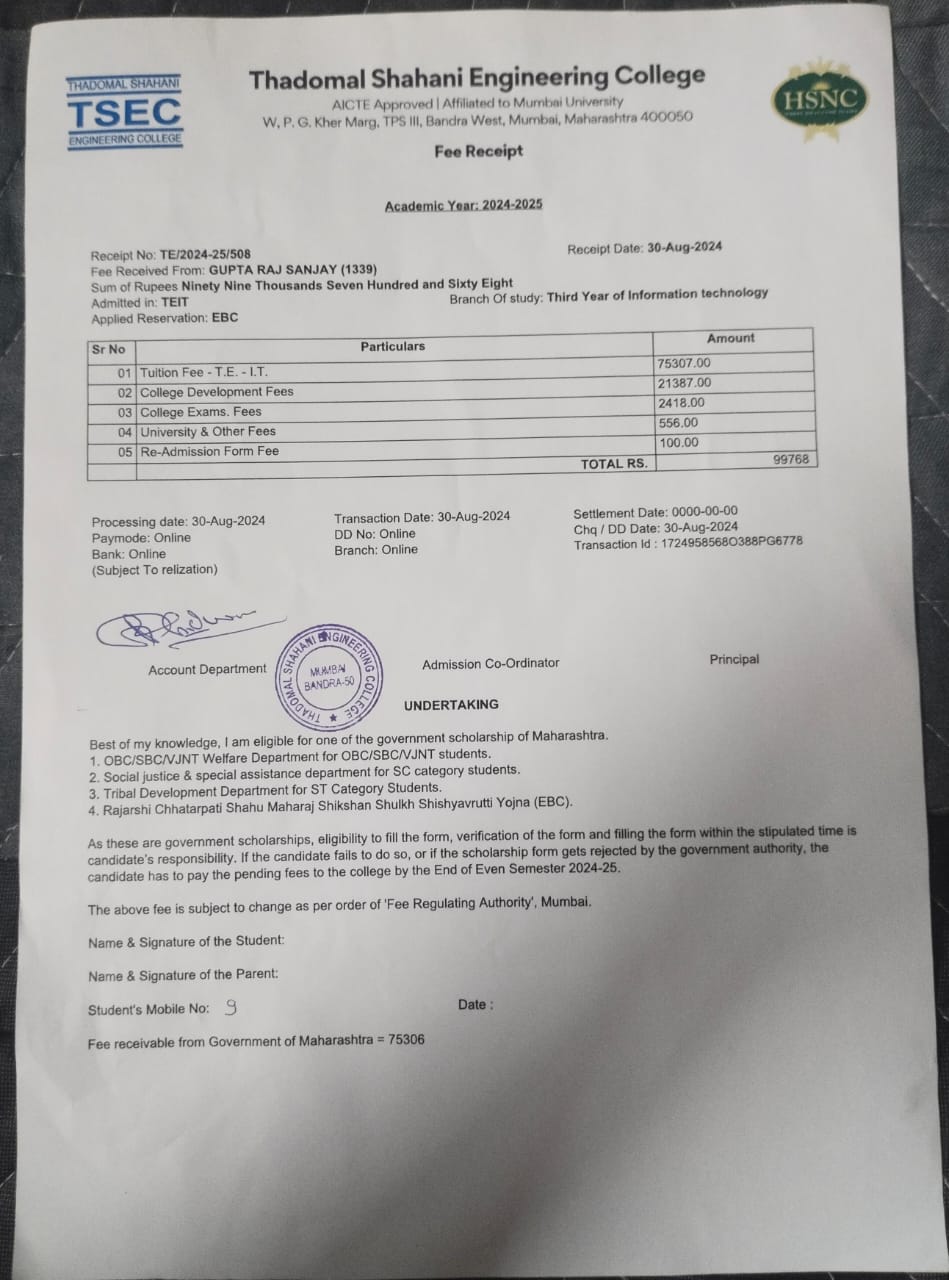 THADOMAL SHAHANI
TSEC
ENGINEERING COLLEGE
Thadomal Shahani Engineering College
AICTE Approved | Affiliated to Mumbai University
W, P. G. Kher Marg, TPS III, Bandra West, Mumbai, Maharashtra 400050
HSNC
Fee Receipt
Academic Year: 2024-2025
Receipt No: TE/2024-25/508 Receipt Date: 30-Aug-2024
Fee Received From: GUPTA RAJ SANJAY (1339)
Sum of Rupees Ninety Nine Thousands Seven Hundred and Sixty Eight
Admitted in: TEIT Branch Of study: Third Year of Information technology
Applied Reservation: EBC
Sr No Particulars Amount
01 Tuition Fee - T.E. - I.T. 75307.00
02 College Development Fees 21387.00
03 College Exams. Fees 2418.00
04 University & Other Fees 556.00
05 Re-Admission Form Fee 100.00
TOTAL RS. 99768
Processing date: 30-Aug-2024 Transaction Date: 30-Aug-2024 Settlement Date: 0000-00-00
Paymode: Online DD No: Online Chq / DD Date: 30-Aug-2024
Bank: Online Branch: Online Transaction Id : 1724958568O388PG6778
(Subject To relization)
Account Department Admission Co-Ordinator Principal
THADOMAL SHAHANI ENGINEERING COLLEGE
MUMBAI
BANDRA-50
UNDERTAKING
Best of my knowledge, I am eligible for one of the government scholarship of Maharashtra.
1. OBC/SBC/VJNT Welfare Department for OBC/SBC/VJNT students.
2. Social justice & special assistance department for SC category students.
3. Tribal Development Department for ST Category Students.
4. Rajarshi Chhatarpati Shahu Maharaj Shikshan Shulkh Shishyavrutti Yojna (EBC).
As these are government scholarships, eligibility to fill the form, verification of the form and filling the form within the stipulated time is
candidate's responsibility. If the candidate fails to do so, or if the scholarship form gets rejected by the government authority, the
candidate has to pay the pending fees to the college by the End of Even Semester 2024-25.
The above fee is subject to change as per order of 'Fee Regulating Authority', Mumbai.
Name & Signature of the Student:
Name & Signature of the Parent:
Student's Mobile No: 9 Date :
Fee receivable from Government of Maharashtra = 75306